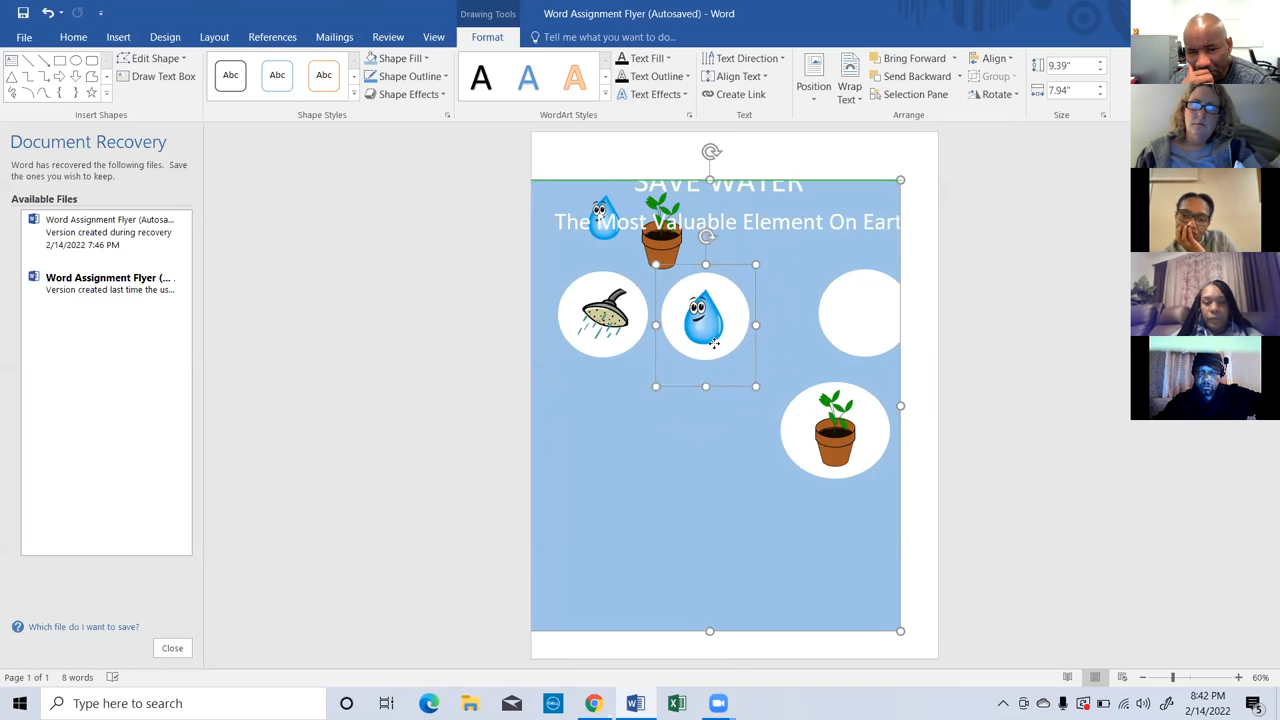 Drawing Tools
Word Assignment Flyer (Autosaved) - Word
File Home Insert Design Layout References Mailings Review View Format Tell me what you want to do...
Edit Shape
Draw Text Box
Insert Shapes
Abc Abc Abc
Shape Fill
Shape Outline
Shape Effects
Shape Styles
A A A
Text Fill
Text Outline
Text Effects
WordArt Styles
Text Direction
Align Text
Create Link
Text
Position
Wrap
Text
Bring Forward
Send Backward
Selection Pane
Align
Group
Rotate
Arrange
9.39"
7.94"
Size
Document Recovery
Word has recovered the following files. Save
the ones you wish to keep.
Available Files
Word Assignment Flyer (Autosa...
Version created during recovery
2/14/2022 7:46 PM
Word Assignment Flyer (...
Version created last time the us...
Which file do I want to save?
Close
SAVE WATER
The Most Valuable Element On Eart
Page 1 of 1 8 words
60%
Type here to search
DELL
8:42 PM
2/14/2022
5